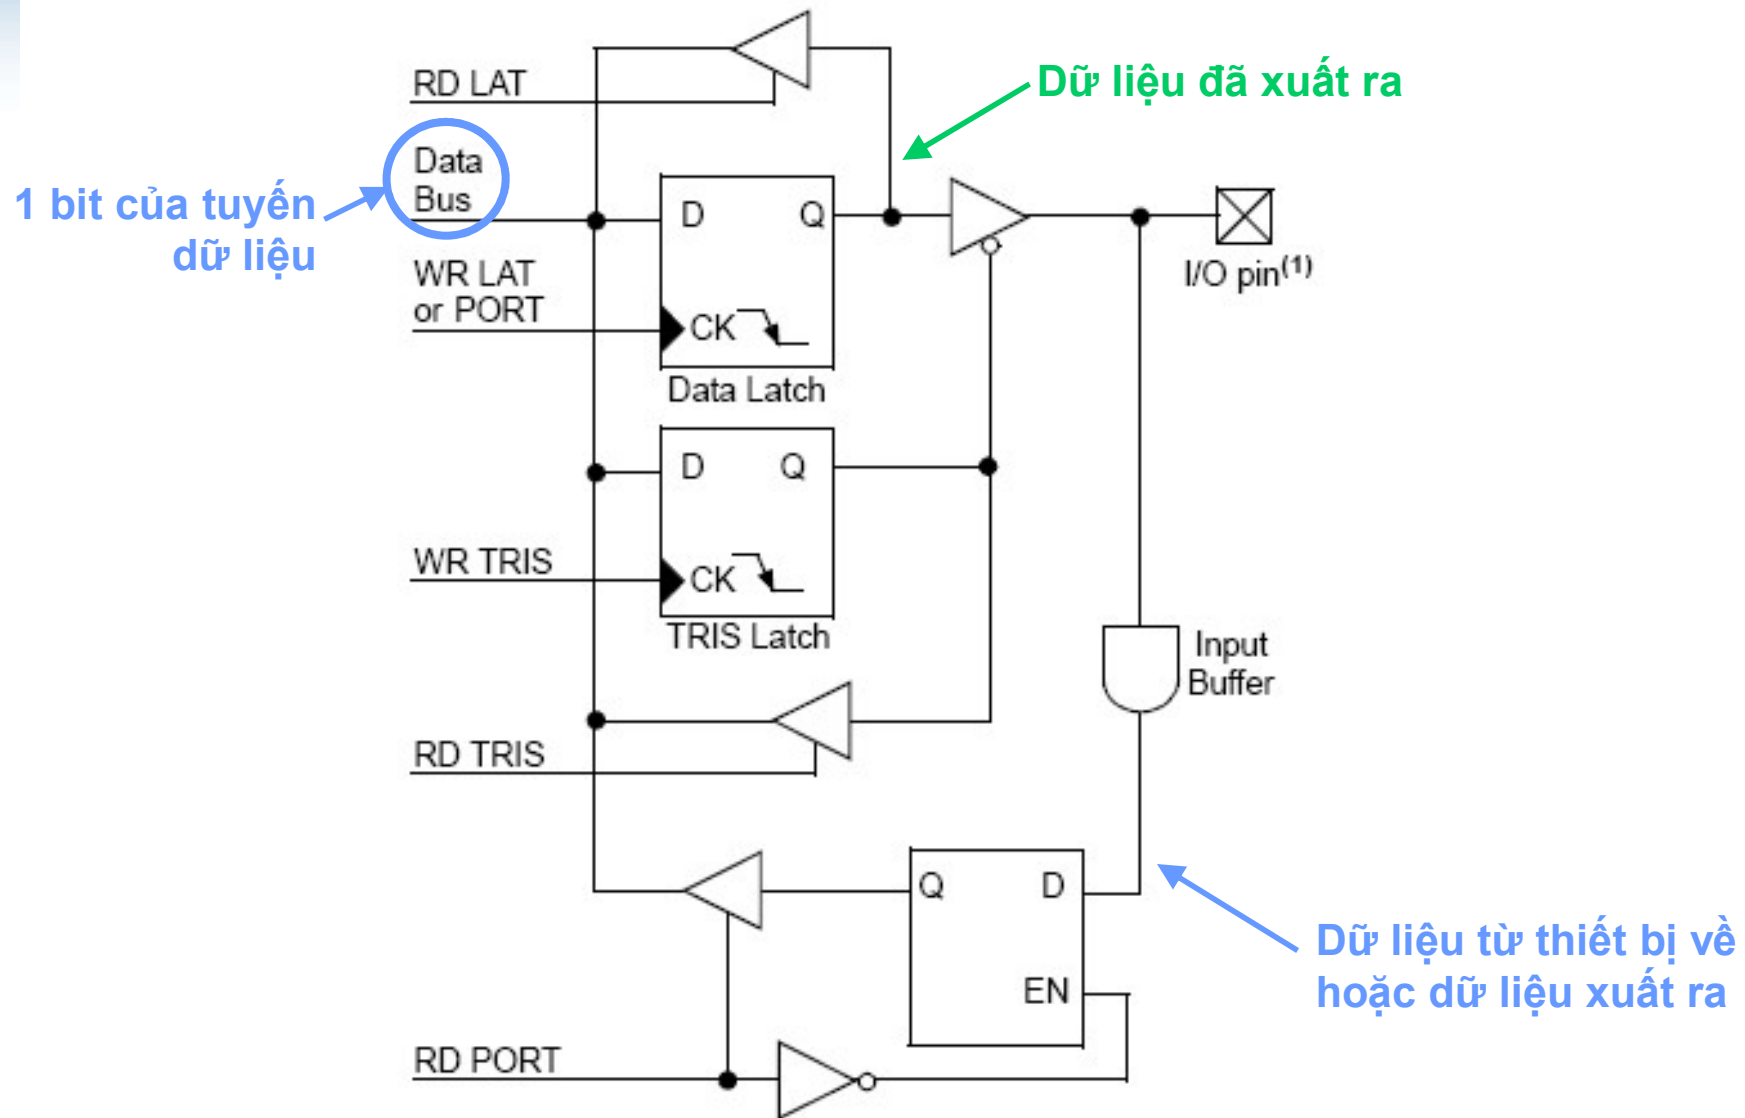 RD LAT
Dữ liệu đã xuất ra
Data
Bus
1 bit của tuyến
dữ liệu
D
Q
I/O pin(1)
WR LAT
or PORT
CK
Data Latch
D
Q
WR TRIS
CK
TRIS Latch
Input
Buffer
RD TRIS
Q
D
EN
Dữ liệu từ thiết bị về
hoặc dữ liệu xuất ra
RD PORT